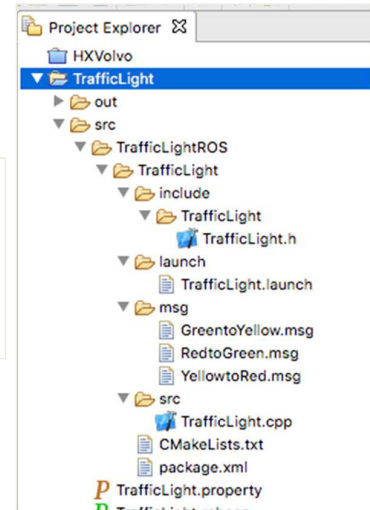 Project Explorer
HXVolvo
TrafficLight
out
src
TrafficLightROS
TrafficLight
include
TrafficLight
TrafficLight.h
launch
TrafficLight.launch
msg
GreentoYellow.msg
RedtoGreen.msg
YellowtoRed.msg
src
TrafficLight.cpp
CMakeLists.txt
package.xml
TrafficLight.property